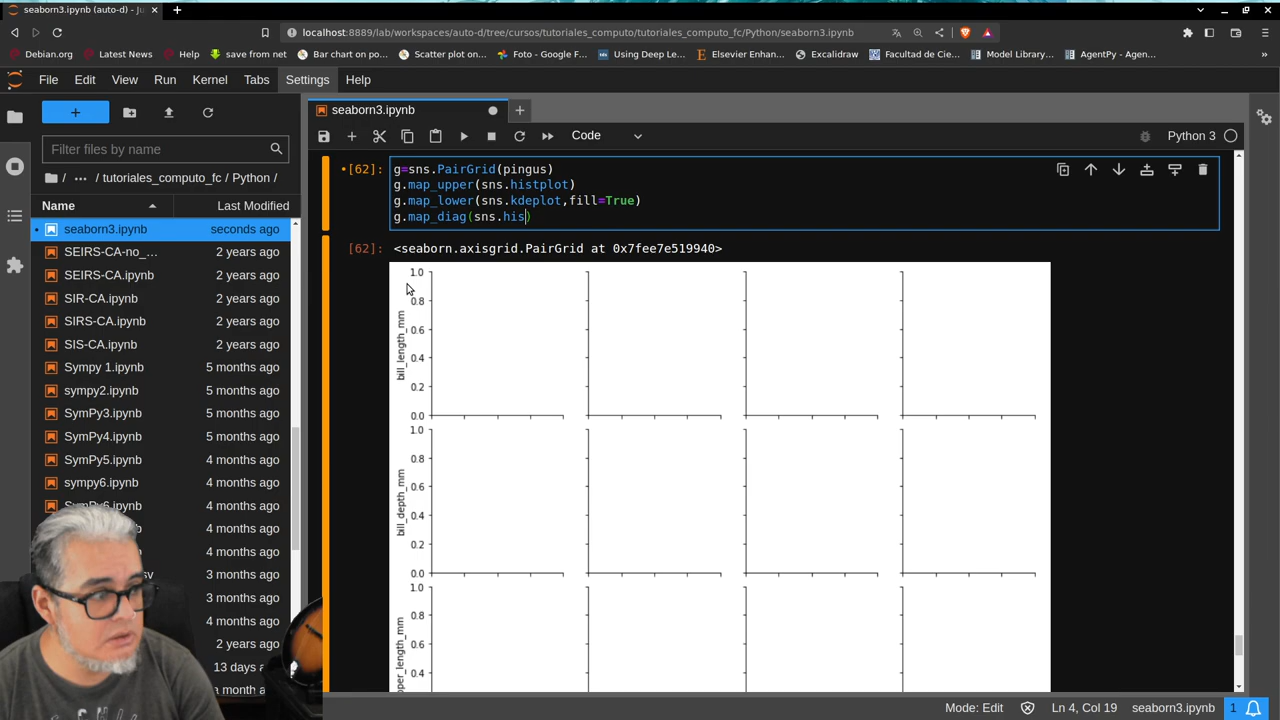 seaborn3.ipynb (auto-d) - Ju
localhost:8889/lab/workspaces/auto-d/tree/cursos/tutoriales_computo/tutoriales_computo_fc/Python/seaborn3.ipynb
Debian.org
Latest News
Help
save from net
Bar chart on po...
Scatter plot on...
Foto - Google F...
Using Deep Le...
Elsevier Enhan...
Excalidraw
Facultad de Cie...
Model Library...
AgentPy - Agen...
File Edit View Run Kernel Tabs Settings Help
seaborn3.ipynb
Code
Python 3
Filter files by name
/ ... / tutoriales_computo_fc / Python /
Name Last Modified
seaborn3.ipynb seconds ago
SEIRS-CA-no_... 2 years ago
SEIRS-CA.ipynb 2 years ago
SIR-CA.ipynb 2 years ago
SIRS-CA.ipynb 2 years ago
SIS-CA.ipynb 2 years ago
Sympy 1.ipynb 5 months ago
sympy2.ipynb 5 months ago
SymPy3.ipynb 5 months ago
SymPy4.ipynb 5 months ago
SymPy5.ipynb 4 months ago
sympy6.ipynb 4 months ago
SymPy6.ipynb 4 months ago
4 months ago
4 months ago
3 months ago
3 months ago
4 months ago
2 years ago
13 days
a month
[62]:
g=sns.PairGrid(pingus)
g.map_upper(sns.histplot)
g.map_lower(sns.kdeplot,fill=True)
g.map_diag(sns.his)
[62]: <seaborn.axisgrid.PairGrid at 0x7fee7e519940>
1.0
0.8
0.6
0.4
0.2
0.0
bill_length_mm
1.0
0.8
0.6
0.4
0.2
0.0
bill_depth_mm
1.0
0.8
0.6
0.4
per_length_mm
Mode: Edit
Ln 4, Col 19
seaborn3.ipynb
1